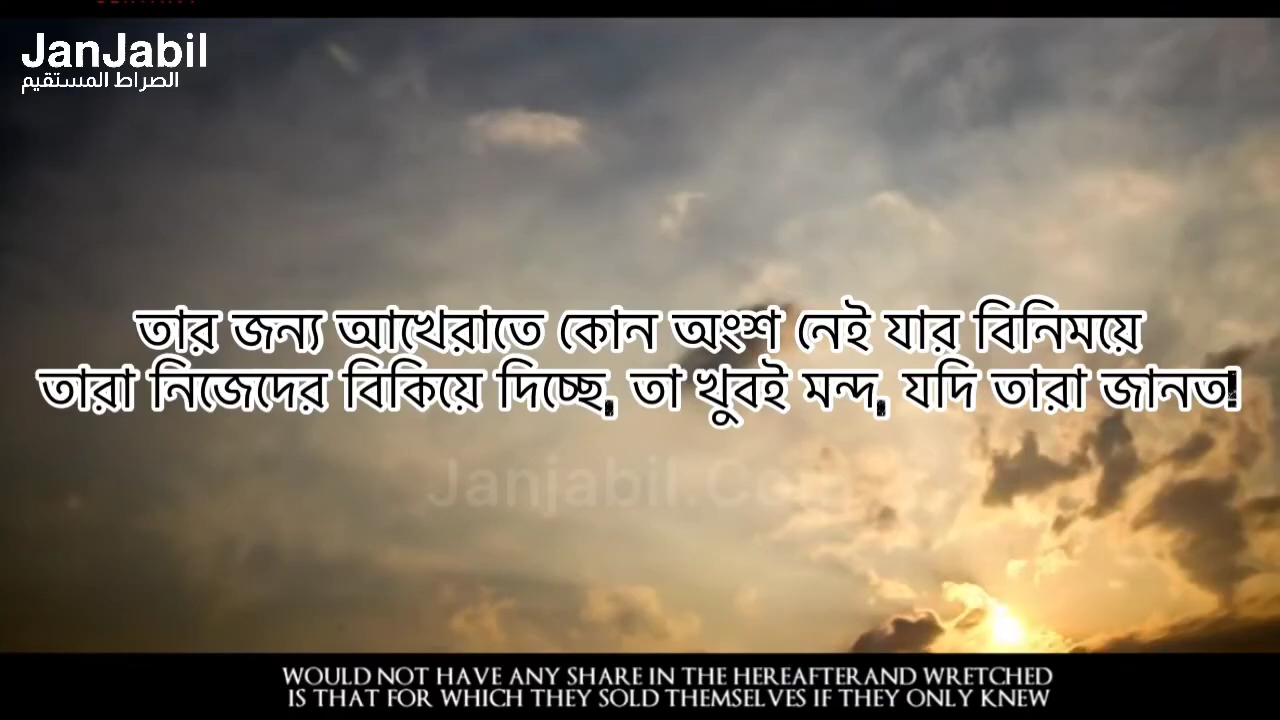 JanJabil
الصراط المستقيم
তার জন্য আখেরাতে কোন অংশ নেই যার বিনিময়ে
তারা নিজেদের বিকিয়ে দিচ্ছে, তা খুবই মন্দ, যদি তারা জানত!
Janjabil.Com
WOULD NOT HAVE ANY SHARE IN THE HEREAFTER AND WRETCHED
IS THAT FOR WHICH THEY SOLD THEMSELVES IF THEY ONLY KNEW